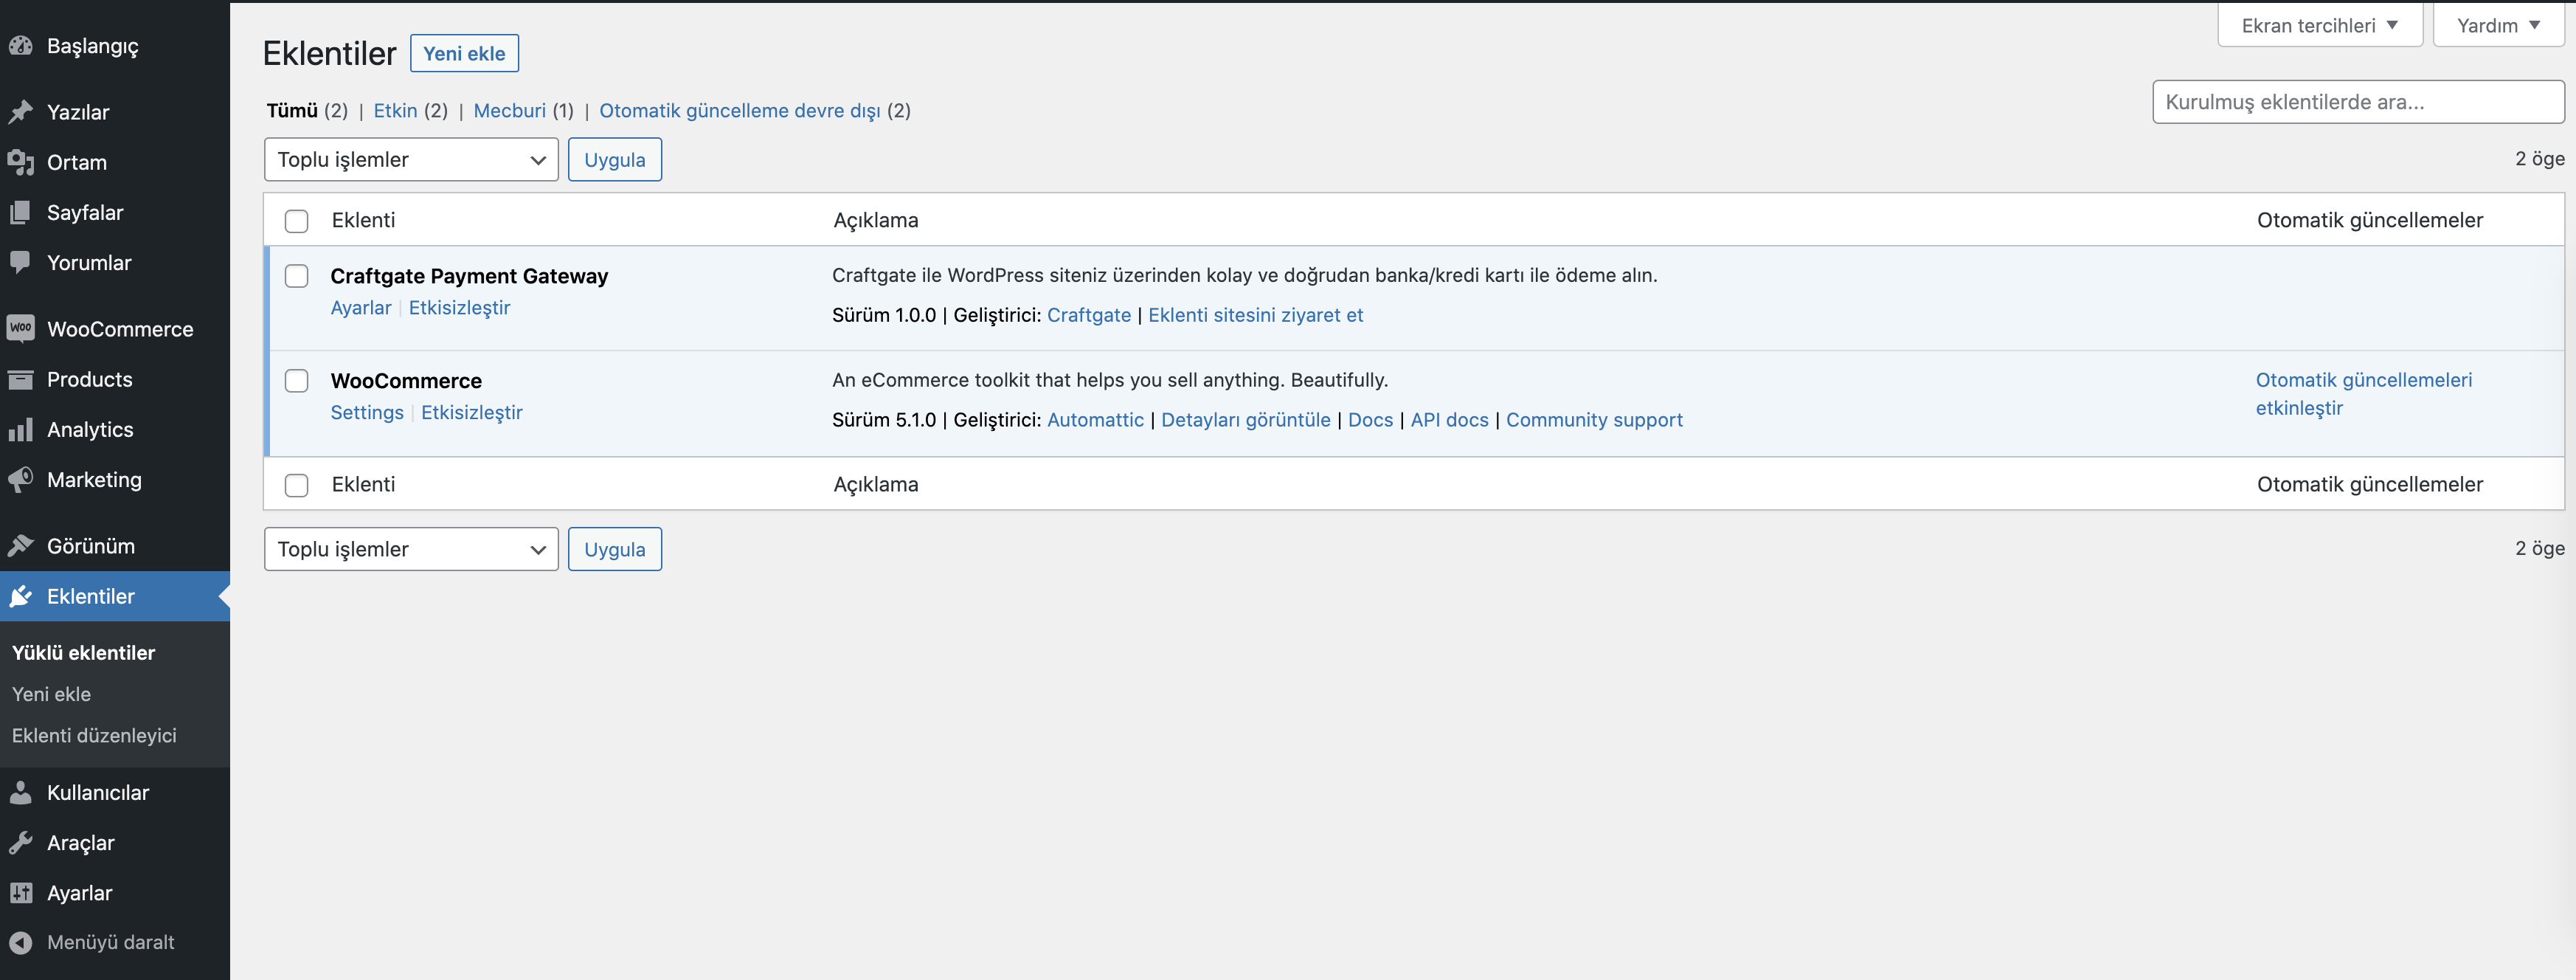 Başlangıç
Yazılar
Ortam
Sayfalar
Yorumlar
Woo WooCommerce
Products
Analytics
Marketing
Görünüm
Eklentiler
Yüklü eklentiler
Yeni ekle
Eklenti düzenleyici
Kullanıcılar
Araçlar
Ayarlar
Menüyü daralt
Ekran tercihleri ▼ Yardım ▼
Eklentiler Yeni ekle
Tümü (2) | Etkin (2) | Mecburi (1) | Otomatik güncelleme devre dışı (2)
Kurulmuş eklentilerde ara...
Toplu işlemler Uygula 2 öge
Eklenti Açıklama Otomatik güncellemeler
Craftgate Payment Gateway
Ayarlar | Etkisizleştir
Craftgate ile WordPress siteniz üzerinden kolay ve doğrudan banka/kredi kartı ile ödeme alın.
Sürüm 1.0.0 | Geliştirici: Craftgate | Eklenti sitesini ziyaret et
WooCommerce
Settings | Etkisizleştir
An eCommerce toolkit that helps you sell anything. Beautifully.
Sürüm 5.1.0 | Geliştirici: Automattic | Detayları görüntüle | Docs | API docs | Community support
Otomatik güncellemeleri
etkinleştir
Eklenti Açıklama Otomatik güncellemeler
Toplu işlemler Uygula 2 öge